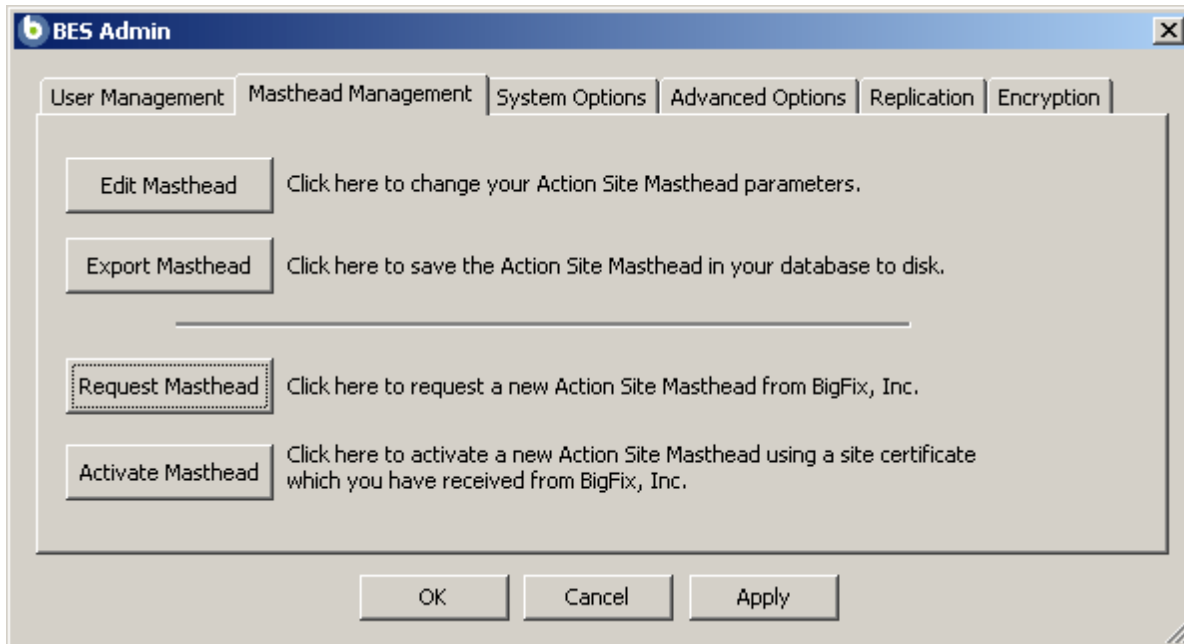 BES Admin
User Management
Masthead Management
System Options
Advanced Options
Replication
Encryption
Edit Masthead
Click here to change your Action Site Masthead parameters.
Export Masthead
Click here to save the Action Site Masthead in your database to disk.
Request Masthead
Click here to request a new Action Site Masthead from BigFix, Inc.
Activate Masthead
Click here to activate a new Action Site Masthead using a site certificate
which you have received from BigFix, Inc.
OK
Cancel
Apply